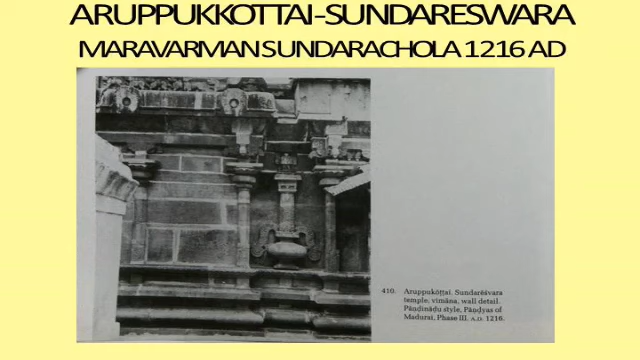 ARUPPUKKOTTAI-SUNDARESWARA
MARAVARMAN SUNDARACHOLA 1216 AD
410. Aruppukōṭṭai. Sundarēśvara
temple, vimāna, wall detail.
Pāṇḍināḍu style, Pāṇḍyas of
Madurai, Phase III. A.D. 1216.